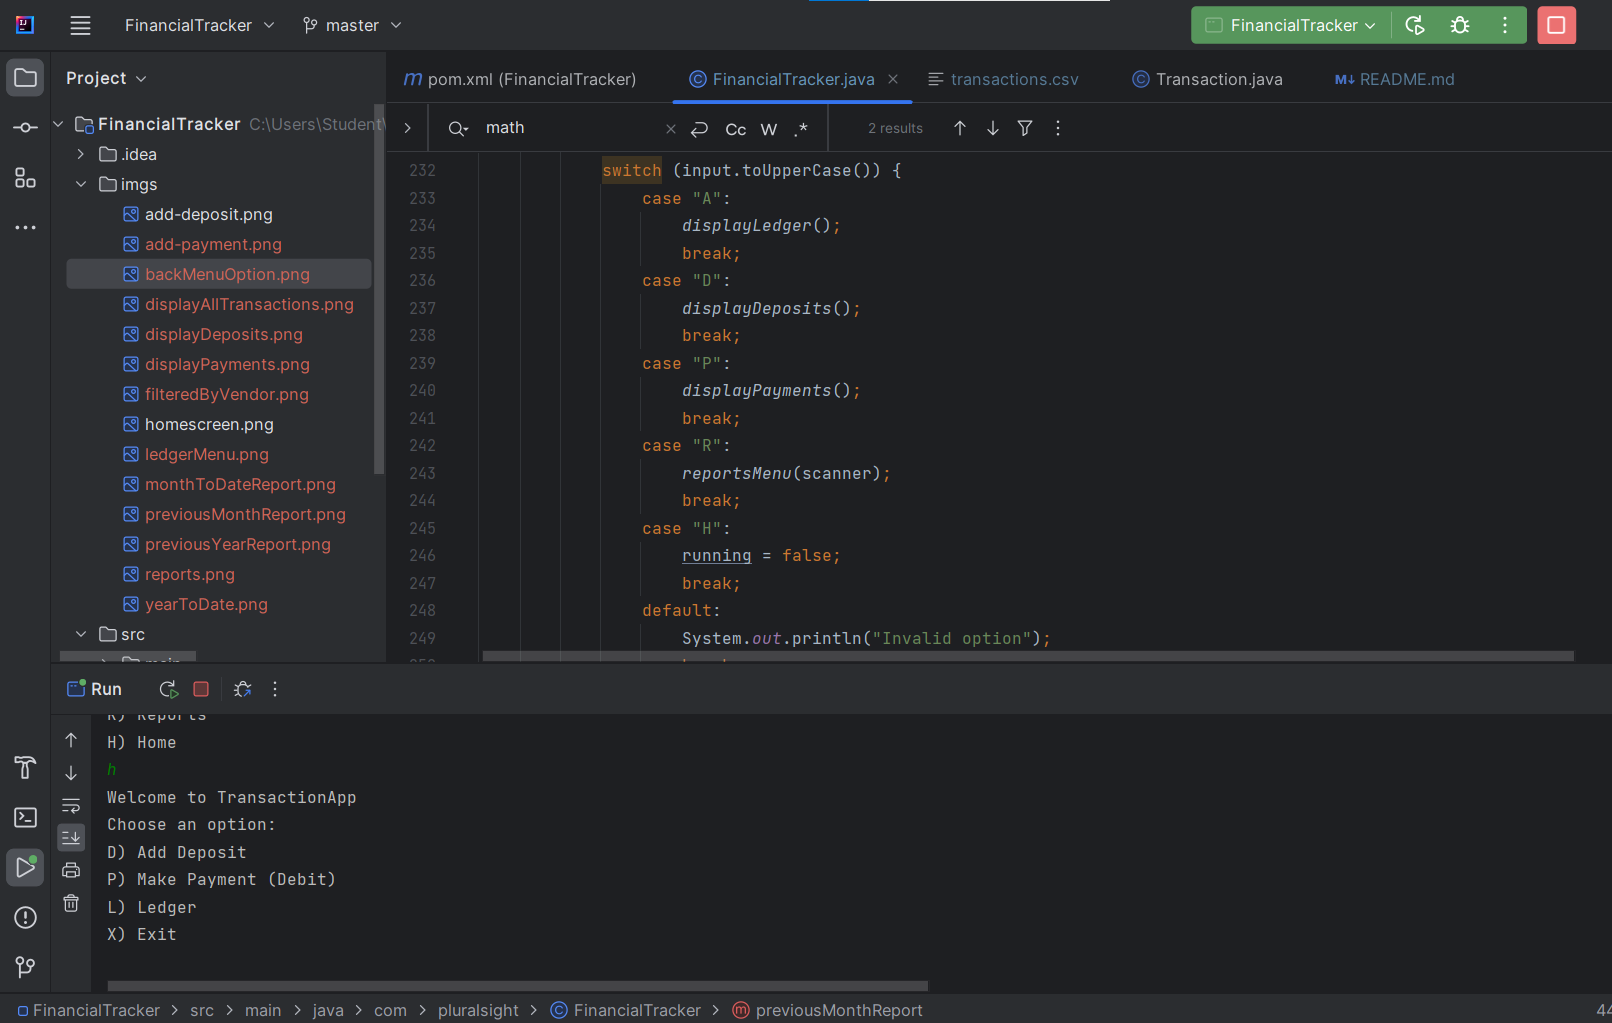 FinancialTracker
master
FinancialTracker
Project
pom.xml (FinancialTracker)
FinancialTracker.java
transactions.csv
Transaction.java
README.md
math
Cc W .*
2 results
FinancialTracker C:\Users\Student\
.idea
imgs
add-deposit.png
add-payment.png
backMenuOption.png
displayAllTransactions.png
displayDeposits.png
displayPayments.png
filteredByVendor.png
homescreen.png
ledgerMenu.png
monthToDateReport.png
previousMonthReport.png
previousYearReport.png
reports.png
yearToDate.png
src
main
232 switch (input.toUpperCase()) {
233 case "A":
234 displayLedger();
235 break;
236 case "D":
237 displayDeposits();
238 break;
239 case "P":
240 displayPayments();
241 break;
242 case "R":
243 reportsMenu(scanner);
244 break;
245 case "H":
246 running = false;
247 break;
248 default:
249 System.out.println("Invalid option");
Run
R) Reports
H) Home
h
Welcome to TransactionApp
Choose an option:
D) Add Deposit
P) Make Payment (Debit)
L) Ledger
X) Exit
FinancialTracker > src > main > java > com > pluralsight > FinancialTracker > previousMonthReport